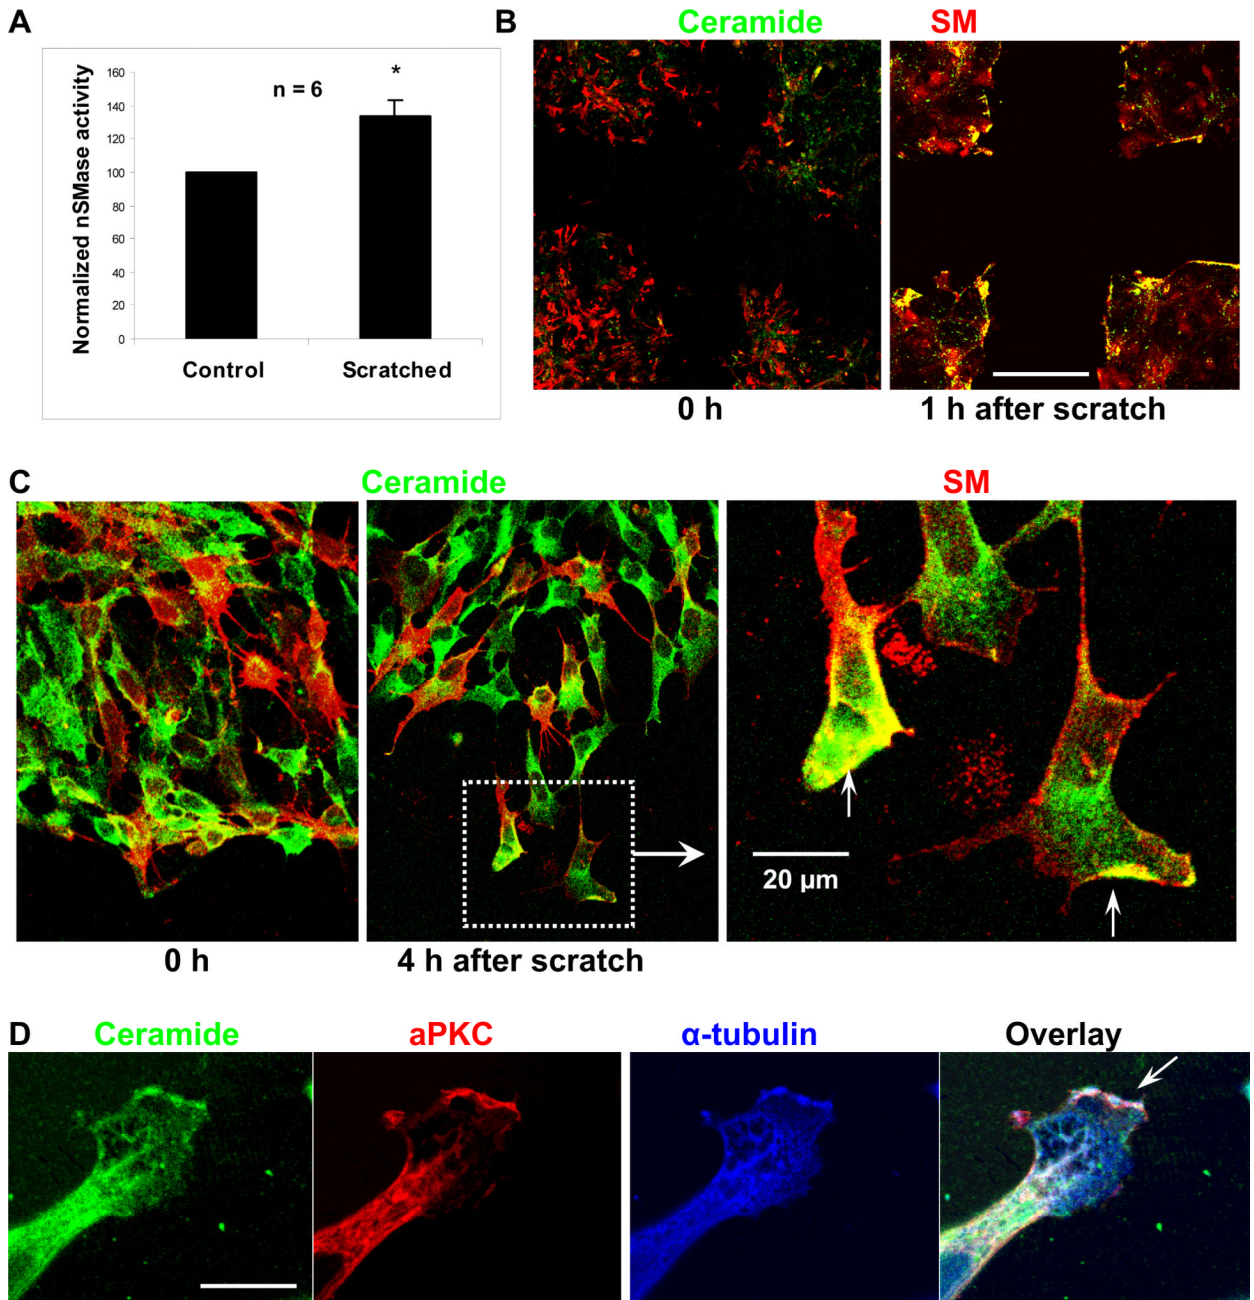 A
Normalized nSMase activity
160
140
120
100
80
60
40
20
0
n = 6
*
Control
Scratched
B
Ceramide
SM
0 h
1 h after scratch
C
Ceramide
SM
20 µm
0 h
4 h after scratch
D
Ceramide
aPKC
α-tubulin
Overlay